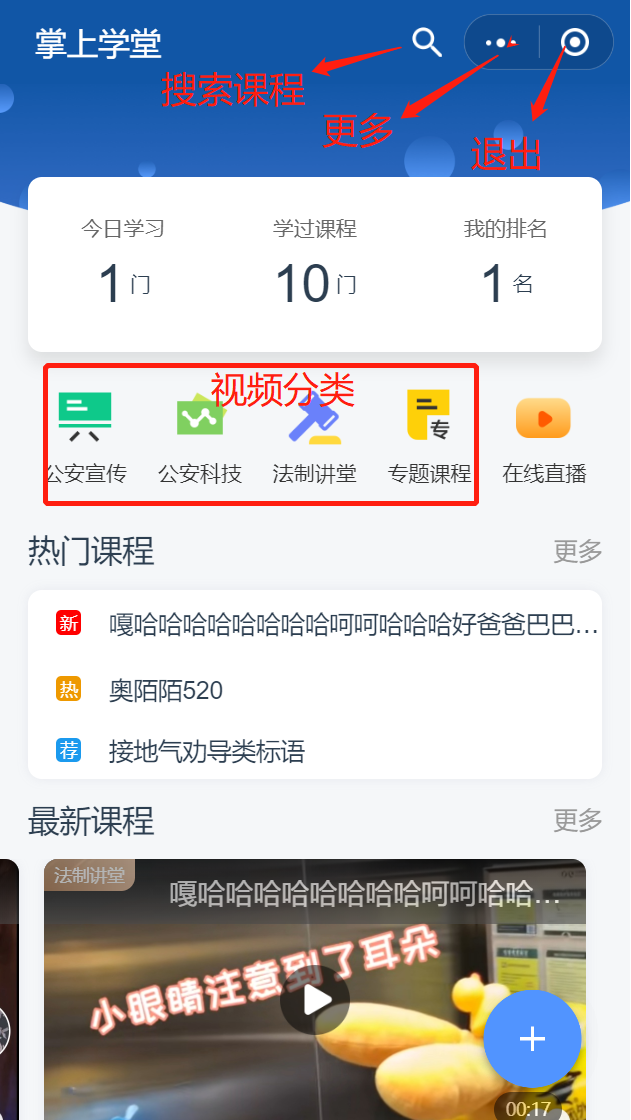 掌上学堂
搜索课程
更多
退出
今日学习
学过课程
我的排名
1 门
10 门
1 名
视频分类
专
公安宣传
公安科技
法制讲堂
专题课程
在线直播
热门课程
更多
新
嘎哈哈哈哈哈哈哈哈呵呵哈哈哈好爸爸巴巴…
热
奥陌陌520
荐
接地气劝导类标语
最新课程
更多
法制讲堂
嘎哈哈哈哈哈哈哈哈呵呵哈哈…
小眼睛注意到了耳朵
00:17